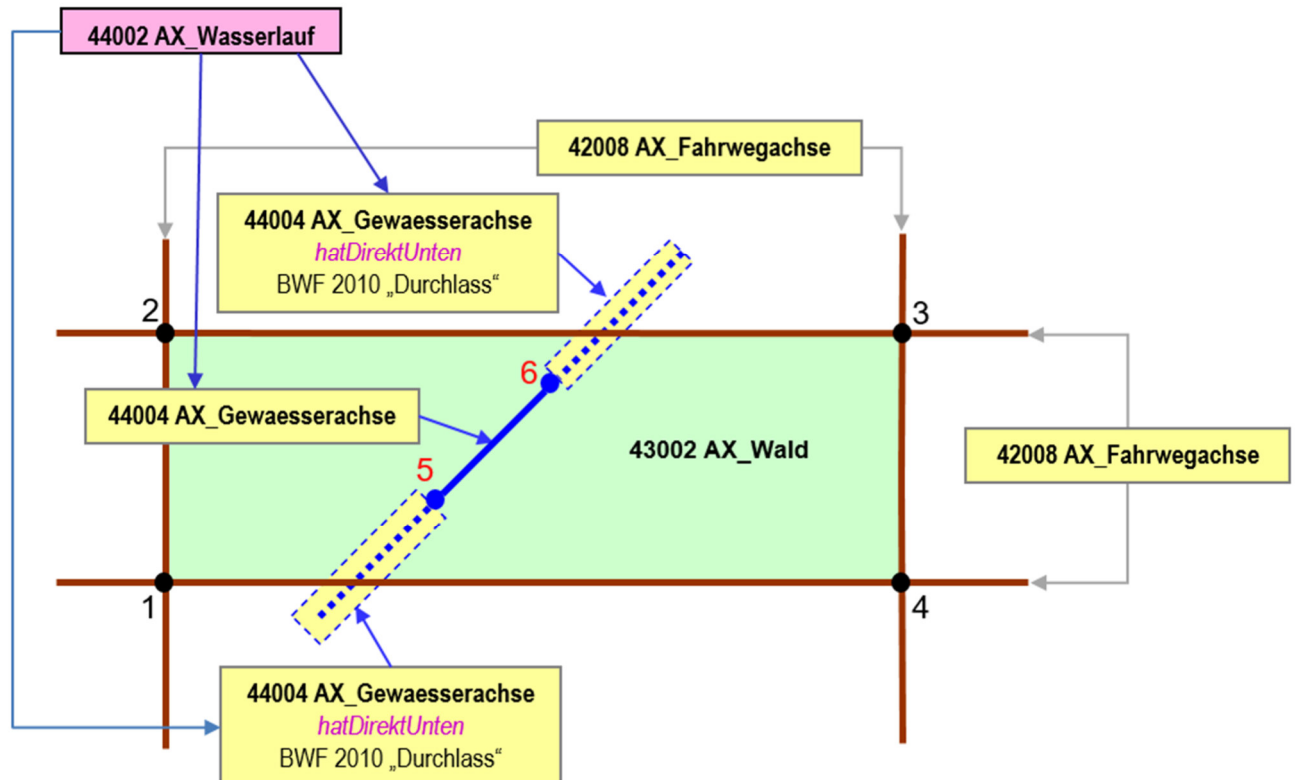 44002 AX_Wasserlauf
42008 AX_Fahrwegachse
44004 AX_Gewaesserachse
hatDirektUnten
BWF 2010 „Durchlass“
2
3
6
44004 AX_Gewaesserachse
43002 AX_Wald
42008 AX_Fahrwegachse
5
1
4
44004 AX_Gewaesserachse
hatDirektUnten
BWF 2010 „Durchlass“